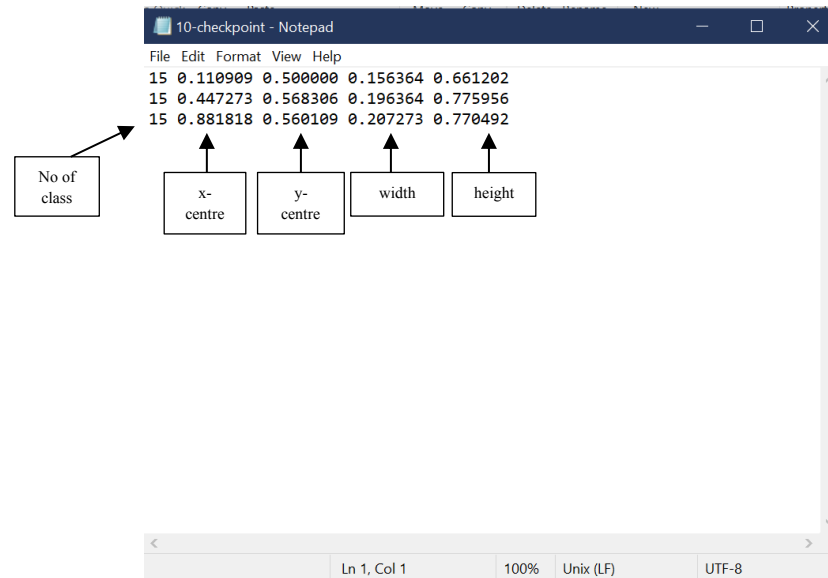 10-checkpoint - Notepad
File Edit Format View Help
15 0.110909 0.500000 0.156364 0.661202
15 0.447273 0.568306 0.196364 0.775956
15 0.881818 0.560109 0.207273 0.770492
No of
class
x-
centre
y-
centre
width
height
Ln 1, Col 1
100%
Unix (LF)
UTF-8